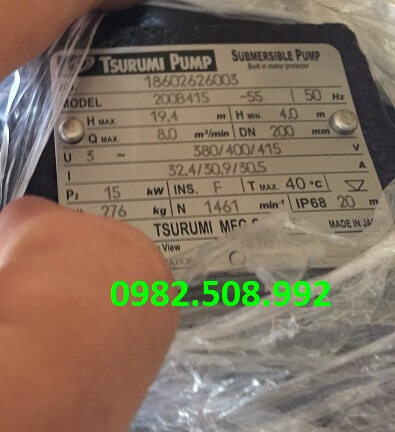 TSURUMI PUMP SUBMERSIBLE PUMP
Built in motor protector
18602626003
MODEL 200B415 -55 50 Hz
H MAX. 19.4 m H MIN. 4.0 m
Q MAX. 8.0 m³/min DN 200 mm
U 3 ~ 380/400/415 V
I 32.4/30.9/30.5 A
P2 15 kW INS. F T MAX. 40 °C
276 kg N 1461 min⁻¹ IP68 20 m
TSURUMI MFG MADE IN
View
0982.508.992